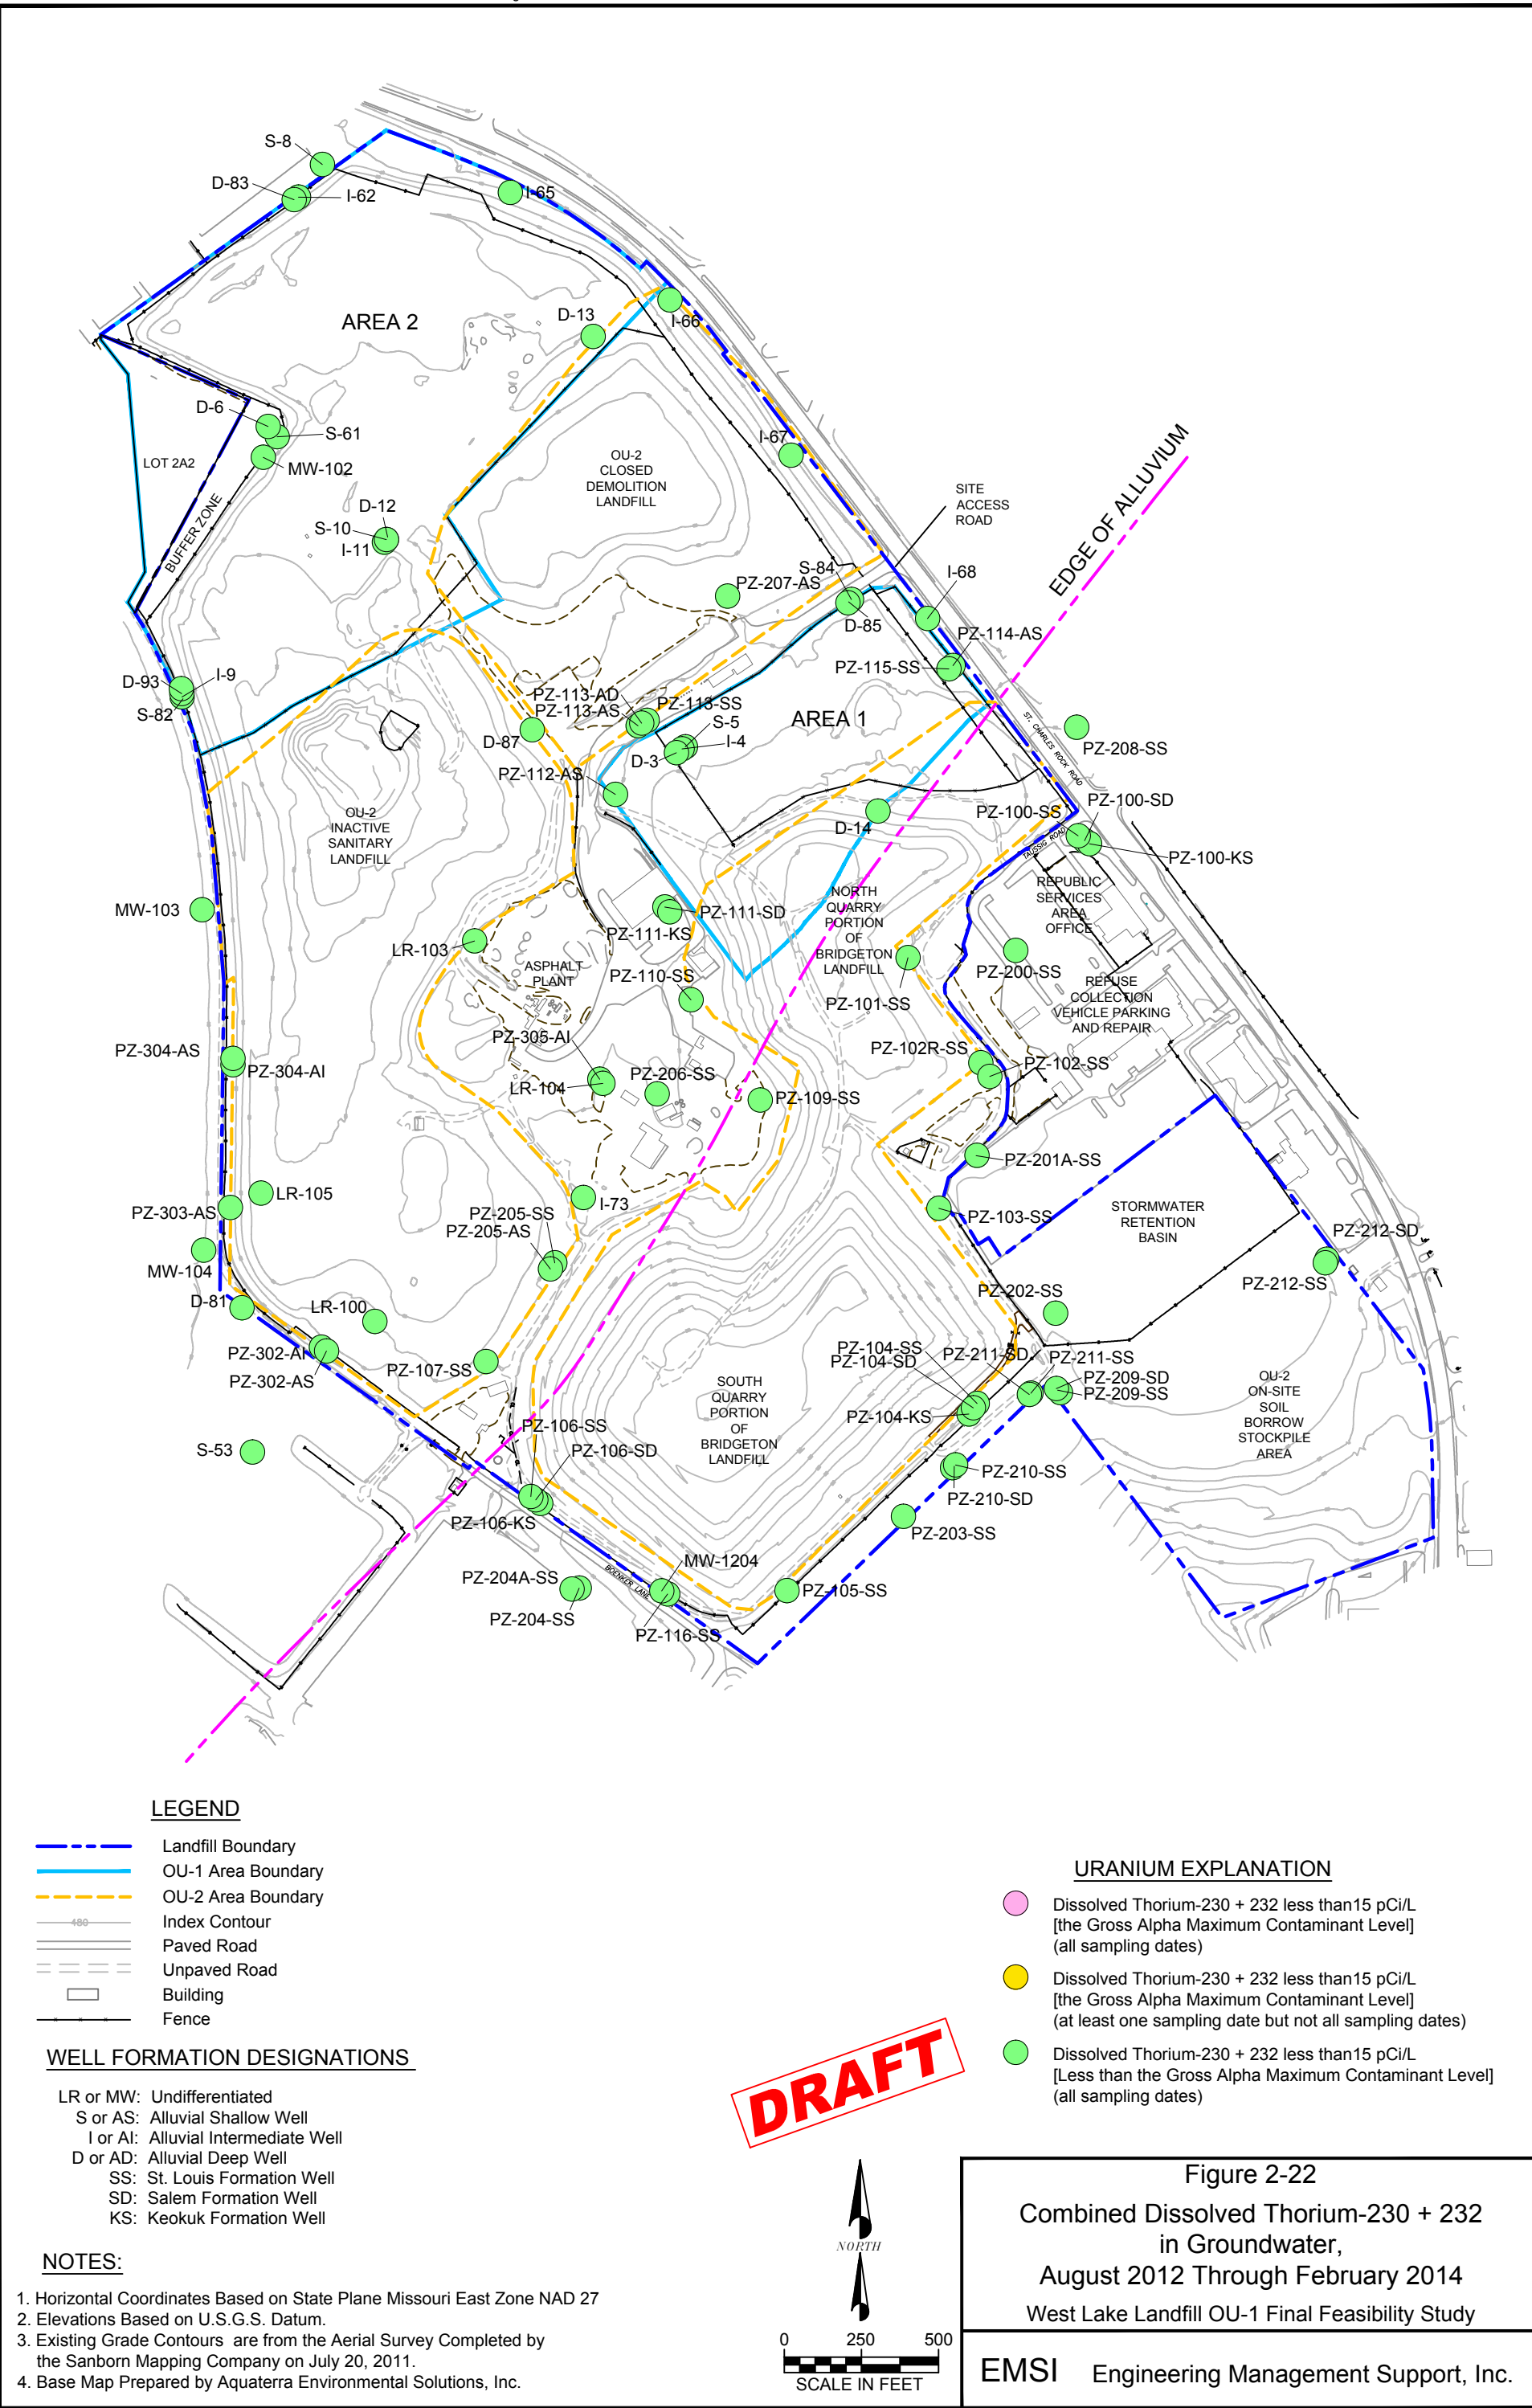 S-8
D-83
I-62
I-65
AREA 2
D-13
I-66
D-6
S-61
LOT 2A2
MW-102
BUFFER ZONE
OU-2
CLOSED
DEMOLITION
LANDFILL
I-67
D-12
S-10
I-11
SITE
ACCESS
ROAD
EDGE OF ALLUVIUM
S-84
PZ-207-AS
D-85
I-68
PZ-114-AS
PZ-115-SS
D-93
I-9
S-82
PZ-113-AD
PZ-113-AS
PZ-113-SS
S-5
I-4
D-3
D-87
AREA 1
ST. CHARLES ROCK ROAD
PZ-208-SS
PZ-112-AS
D-14
PZ-100-SS
PZ-100-SD
PZ-100-KS
TAUSSIG ROAD
OU-2
INACTIVE
SANITARY
LANDFILL
MW-103
PZ-111-SD
PZ-111-KS
LR-103
ASPHALT
PLANT
PZ-110-SS
NORTH
QUARRY
PORTION
OF
BRIDGETON
LANDFILL
REPUBLIC
SERVICES
AREA
OFFICE
PZ-101-SS
PZ-200-SS
REFUSE
COLLECTION
VEHICLE PARKING
AND REPAIR
PZ-304-AS
PZ-304-AI
PZ-305-AI
LR-104
PZ-206-SS
PZ-109-SS
PZ-102R-SS
PZ-102-SS
PZ-201A-SS
LR-105
PZ-303-AS
I-73
PZ-205-SS
PZ-205-AS
PZ-103-SS
STORMWATER
RETENTION
BASIN
PZ-212-SD
PZ-212-SS
MW-104
D-81
LR-100
PZ-302-AI
PZ-302-AS
PZ-107-SS
PZ-202-SS
PZ-104-SS
PZ-104-SD
PZ-211-SD
PZ-211-SS
PZ-209-SD
PZ-209-SS
PZ-104-KS
SOUTH
QUARRY
PORTION
OF
BRIDGETON
LANDFILL
OU-2
ON-SITE
SOIL
BORROW
STOCKPILE
AREA
S-53
PZ-106-SS
PZ-106-SD
PZ-106-KS
PZ-210-SS
PZ-210-SD
PZ-203-SS
MW-1204
BOENKER LANE
PZ-204A-SS
PZ-204-SS
PZ-116-SS
PZ-105-SS
LEGEND
Landfill Boundary
OU-1 Area Boundary
OU-2 Area Boundary
480 Index Contour
Paved Road
Unpaved Road
Building
Fence
WELL FORMATION DESIGNATIONS
LR or MW: Undifferentiated
S or AS: Alluvial Shallow Well
I or AI: Alluvial Intermediate Well
D or AD: Alluvial Deep Well
SS: St. Louis Formation Well
SD: Salem Formation Well
KS: Keokuk Formation Well
NOTES:
1. Horizontal Coordinates Based on State Plane Missouri East Zone NAD 27
2. Elevations Based on U.S.G.S. Datum.
3. Existing Grade Contours are from the Aerial Survey Completed by
the Sanborn Mapping Company on July 20, 2011.
4. Base Map Prepared by Aquaterra Environmental Solutions, Inc.
URANIUM EXPLANATION
Dissolved Thorium-230 + 232 less than15 pCi/L
[the Gross Alpha Maximum Contaminant Level]
(all sampling dates)
Dissolved Thorium-230 + 232 less than15 pCi/L
[the Gross Alpha Maximum Contaminant Level]
(at least one sampling date but not all sampling dates)
Dissolved Thorium-230 + 232 less than15 pCi/L
[Less than the Gross Alpha Maximum Contaminant Level]
(all sampling dates)
DRAFT
NORTH
0 250 500
SCALE IN FEET
Figure 2-22
Combined Dissolved Thorium-230 + 232
in Groundwater,
August 2012 Through February 2014
West Lake Landfill OU-1 Final Feasibility Study
EMSI Engineering Management Support, Inc.